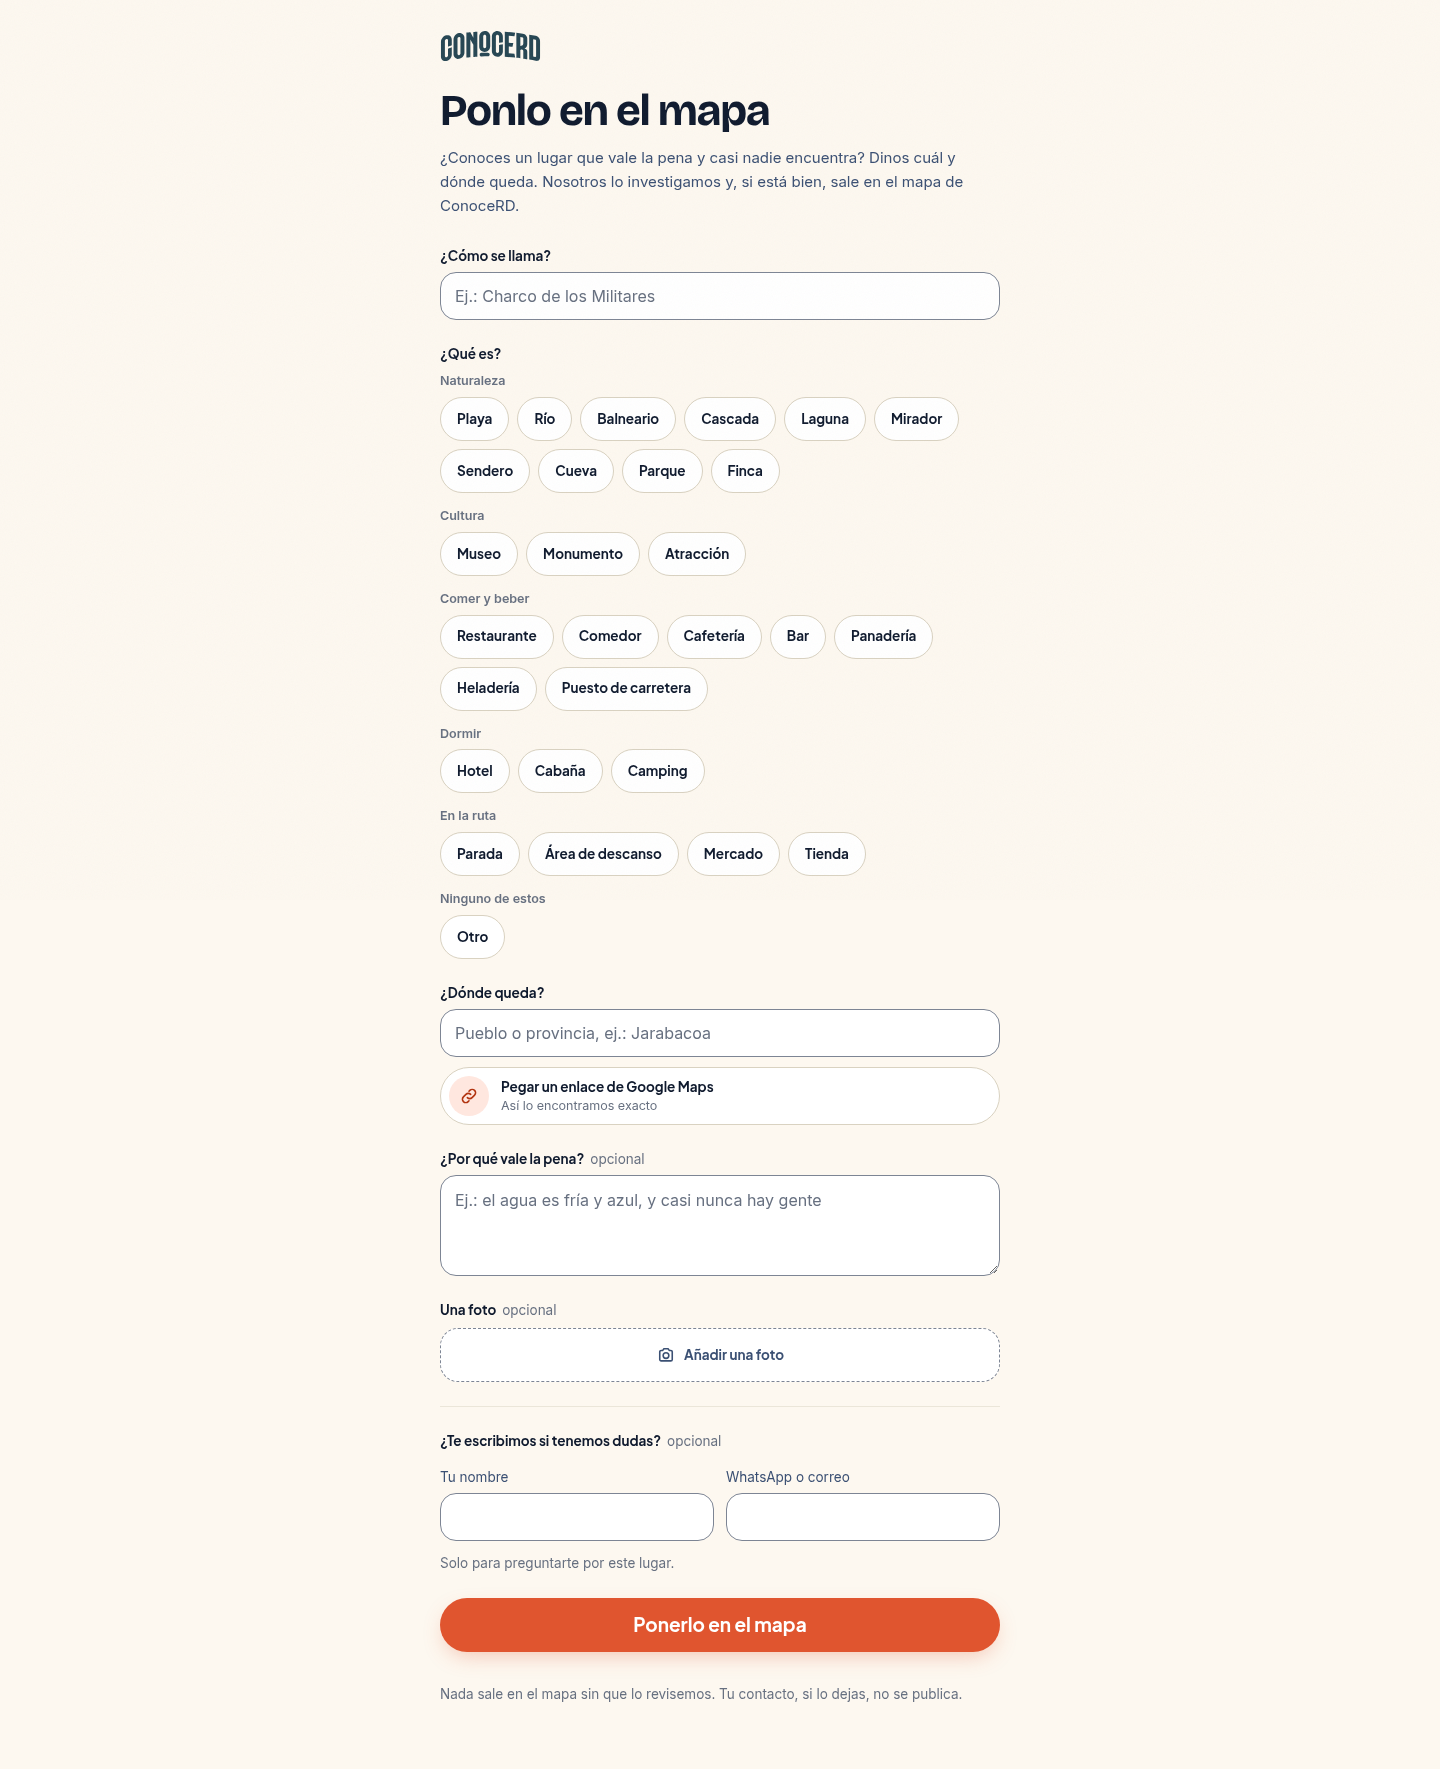 CONOCERD
Ponlo en el mapa
¿Conoces un lugar que vale la pena y casi nadie encuentra? Dinos cuál y
dónde queda. Nosotros lo investigamos y, si está bien, sale en el mapa de
ConoceRD.
¿Cómo se llama?
Ej.: Charco de los Militares
¿Qué es?
Naturaleza
Playa Río Balneario Cascada Laguna Mirador
Sendero Cueva Parque Finca
Cultura
Museo Monumento Atracción
Comer y beber
Restaurante Comedor Cafetería Bar Panadería
Heladería Puesto de carretera
Dormir
Hotel Cabaña Camping
En la ruta
Parada Área de descanso Mercado Tienda
Ninguno de estos
Otro
¿Dónde queda?
Pueblo o provincia, ej.: Jarabacoa
Pegar un enlace de Google Maps
Así lo encontramos exacto
¿Por qué vale la pena? opcional
Ej.: el agua es fría y azul, y casi nunca hay gente
Una foto opcional
Añadir una foto
¿Te escribimos si tenemos dudas? opcional
Tu nombre WhatsApp o correo
Solo para preguntarte por este lugar.
Ponerlo en el mapa
Nada sale en el mapa sin que lo revisemos. Tu contacto, si lo dejas, no se publica.